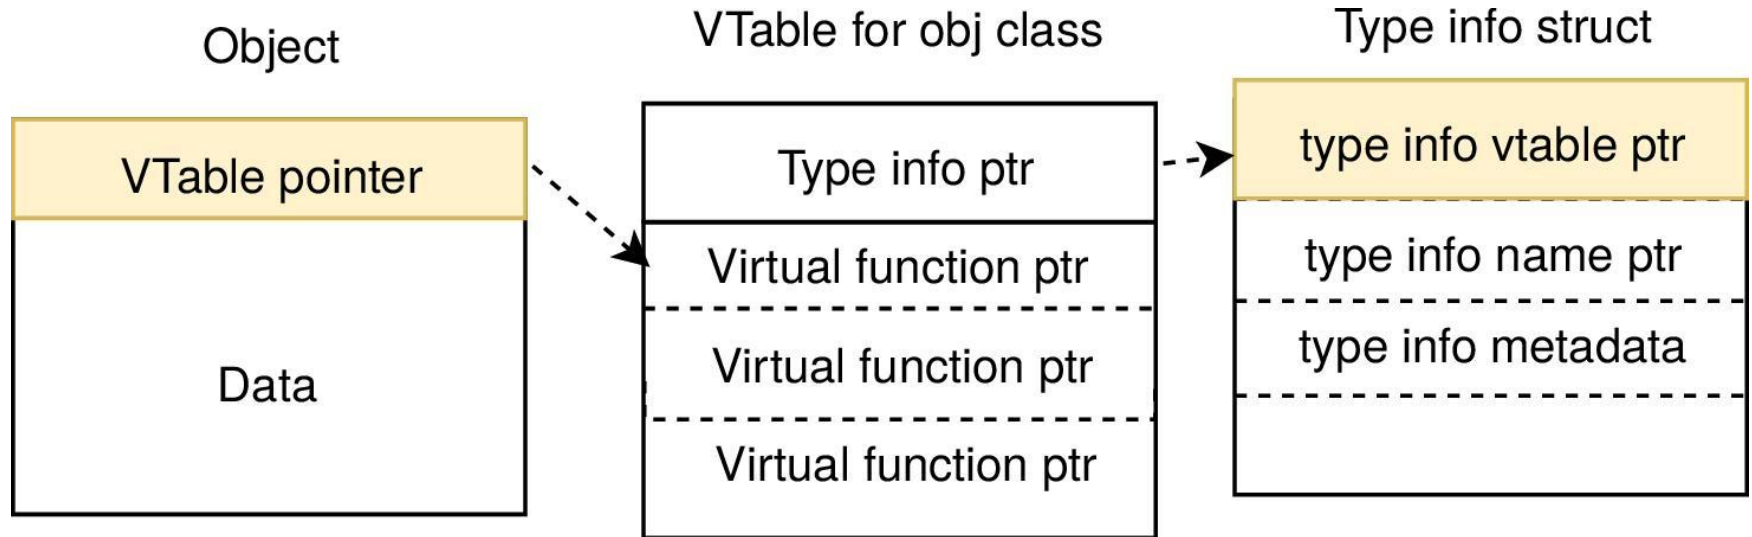 Object
VTable pointer
Data
VTable for obj class
Type info ptr
Virtual function ptr
Virtual function ptr
Virtual function ptr
Type info struct
type info vtable ptr
type info name ptr
type info metadata